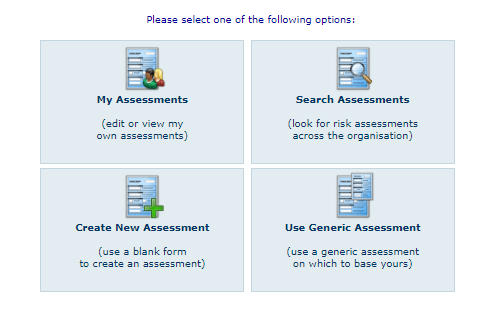 Please select one of the following options:
My Assessments
(edit or view my
own assessments)
Search Assessments
(look for risk assessments
across the organisation)
Create New Assessment
(use a blank form
to create an assessment)
Use Generic Assessment
(use a generic assessment
on which to base yours)